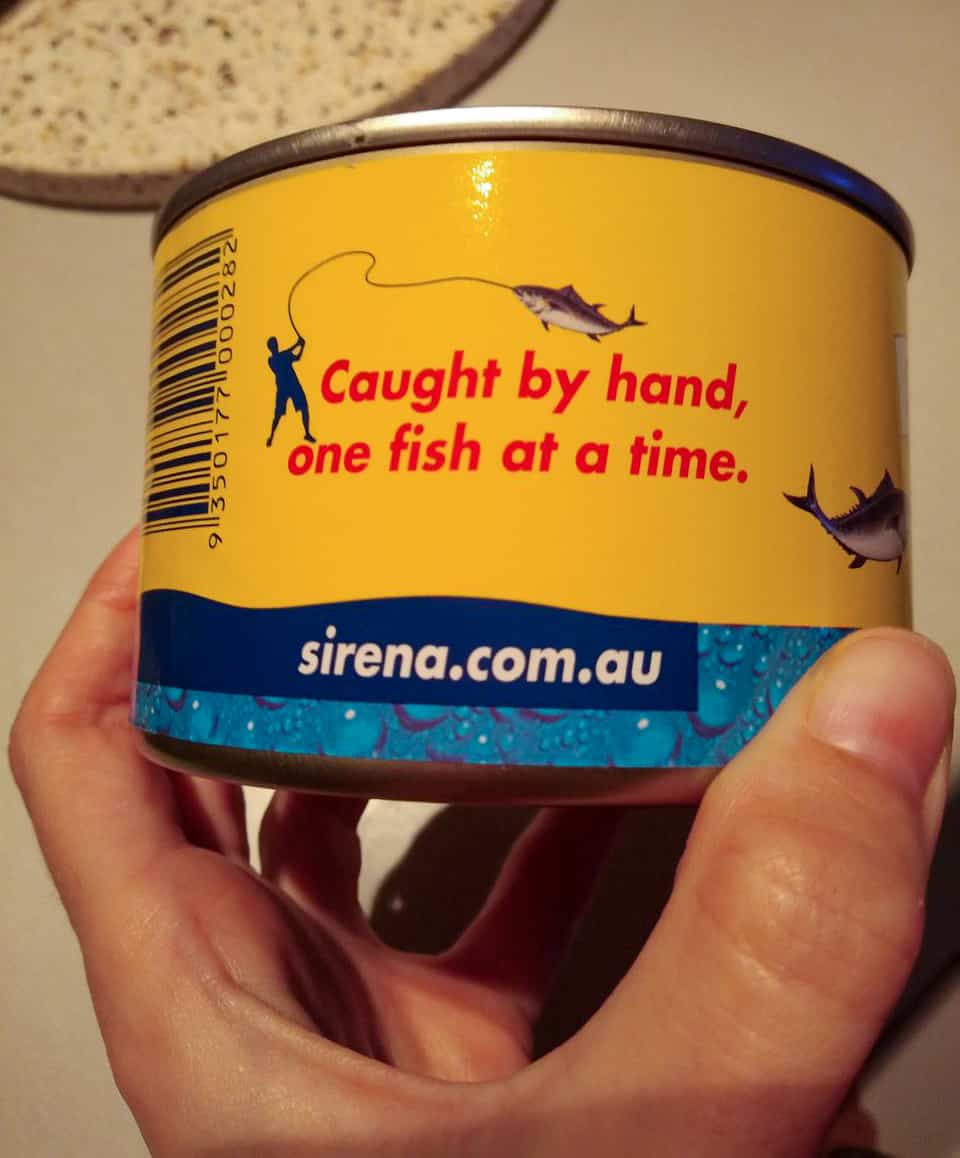 9 350177 000282
Caught by hand,
one fish at a time.
sirena.com.au